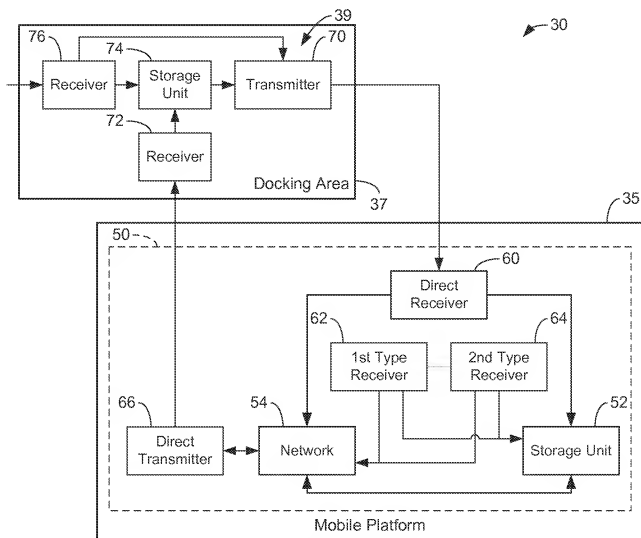 39
30
76
74
70
Receiver
Storage
Unit
Transmitter
72
Receiver
Docking Area
37
35
50
60
Direct
Receiver
62
64
1st Type
Receiver
2nd Type
Receiver
66
54
52
Direct
Transmitter
Network
Storage Unit
Mobile Platform